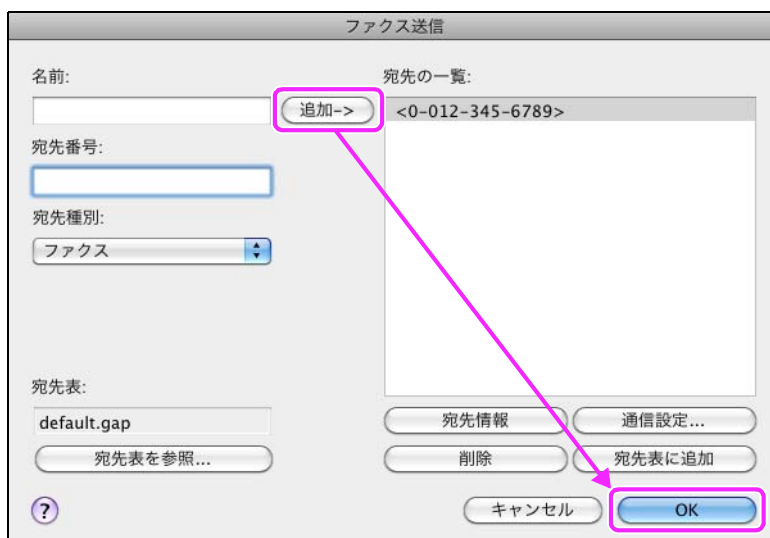 ファクス送信
名前:
宛先の一覧:
追加->
<0-012-345-6789>
宛先番号:
宛先種別:
ファクス
宛先表:
default.gap
宛先情報
通信設定...
宛先表を参照...
削除
宛先表に追加
?
キャンセル
OK